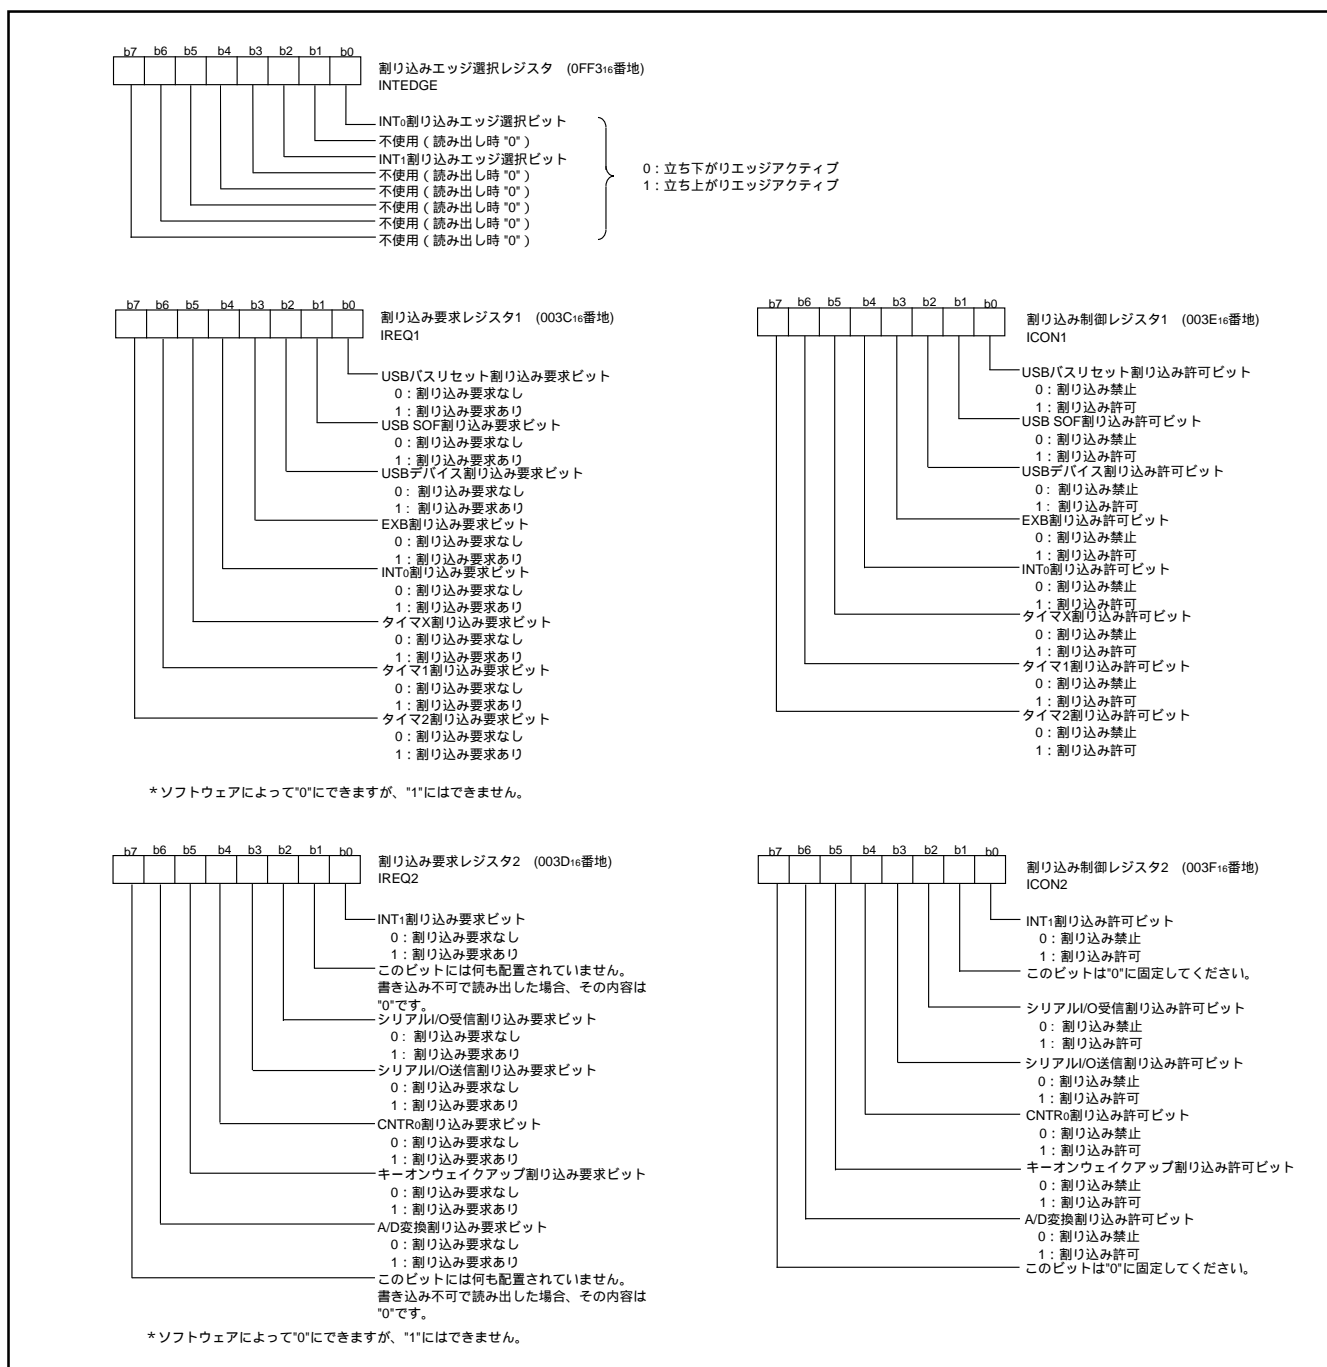 b7 b6 b5 b4 b3 b2 b1 b0
割り込みエッジ選択レジスタ (0FF316番地)
INTEDGE
INT0割り込みエッジ選択ビット
不使用 ( 読み出し時 "0" )
INT1割り込みエッジ選択ビット
不使用 ( 読み出し時 "0" )
不使用 ( 読み出し時 "0" )
不使用 ( 読み出し時 "0" )
不使用 ( 読み出し時 "0" )
不使用 ( 読み出し時 "0" )
0 : 立ち下がりエッジアクティブ
1 : 立ち上がりエッジアクティブ
b7 b6 b5 b4 b3 b2 b1 b0
割り込み要求レジスタ1 (003C16番地)
IREQ1
USBバスリセット割り込み要求ビット
0 : 割り込み要求なし
1 : 割り込み要求あり
USB SOF割り込み要求ビット
0 : 割り込み要求なし
1 : 割り込み要求あり
USBデバイス割り込み要求ビット
0 : 割り込み要求なし
1 : 割り込み要求あり
EXB割り込み要求ビット
0 : 割り込み要求なし
1 : 割り込み要求あり
INT0割り込み要求ビット
0 : 割り込み要求なし
1 : 割り込み要求あり
タイマX割り込み要求ビット
0 : 割り込み要求なし
1 : 割り込み要求あり
タイマ1割り込み要求ビット
0 : 割り込み要求なし
1 : 割り込み要求あり
タイマ2割り込み要求ビット
0 : 割り込み要求なし
1 : 割り込み要求あり
*ソフトウェアによって"0"にできますが、"1"にはできません。
b7 b6 b5 b4 b3 b2 b1 b0
割り込み制御レジスタ1 (003E16番地)
ICON1
USBバスリセット割り込み許可ビット
0 : 割り込み禁止
1 : 割り込み許可
USB SOF割り込み許可ビット
0 : 割り込み禁止
1 : 割り込み許可
USBデバイス割り込み許可ビット
0 : 割り込み禁止
1 : 割り込み許可
EXB割り込み許可ビット
0 : 割り込み禁止
1 : 割り込み許可
INT0割り込み許可ビット
0 : 割り込み禁止
1 : 割り込み許可
タイマX割り込み許可ビット
0 : 割り込み禁止
1 : 割り込み許可
タイマ1割り込み許可ビット
0 : 割り込み禁止
1 : 割り込み許可
タイマ2割り込み許可ビット
0 : 割り込み禁止
1 : 割り込み許可
b7 b6 b5 b4 b3 b2 b1 b0
割り込み要求レジスタ2 (003D16番地)
IREQ2
INT1割り込み要求ビット
0 : 割り込み要求なし
1 : 割り込み要求あり
このビットには何も配置されていません。
書き込み不可で読み出した場合、その内容は
"0"です。
シリアルI/O受信割り込み要求ビット
0 : 割り込み要求なし
1 : 割り込み要求あり
シリアルI/O送信割り込み要求ビット
0 : 割り込み要求なし
1 : 割り込み要求あり
CNTR0割り込み要求ビット
0 : 割り込み要求なし
1 : 割り込み要求あり
キーオンウェイクアップ割り込み要求ビット
0 : 割り込み要求なし
1 : 割り込み要求あり
A/D変換割り込み要求ビット
0 : 割り込み要求なし
1 : 割り込み要求あり
このビットには何も配置されていません。
書き込み不可で読み出した場合、その内容は
"0"です。
*ソフトウェアによって"0"にできますが、"1"にはできません。
b7 b6 b5 b4 b3 b2 b1 b0
割り込み制御レジスタ2 (003F16番地)
ICON2
INT1割り込み許可ビット
0 : 割り込み禁止
1 : 割り込み許可
このビットは"0"に固定してください。
シリアルI/O受信割り込み許可ビット
0 : 割り込み禁止
1 : 割り込み許可
シリアルI/O送信割り込み許可ビット
0 : 割り込み禁止
1 : 割り込み許可
CNTR0割り込み許可ビット
0 : 割り込み禁止
1 : 割り込み許可
キーオンウェイクアップ割り込み許可ビット
0 : 割り込み禁止
1 : 割り込み許可
A/D変換割り込み許可ビット
0 : 割り込み禁止
1 : 割り込み許可
このビットは"0"に固定してください。